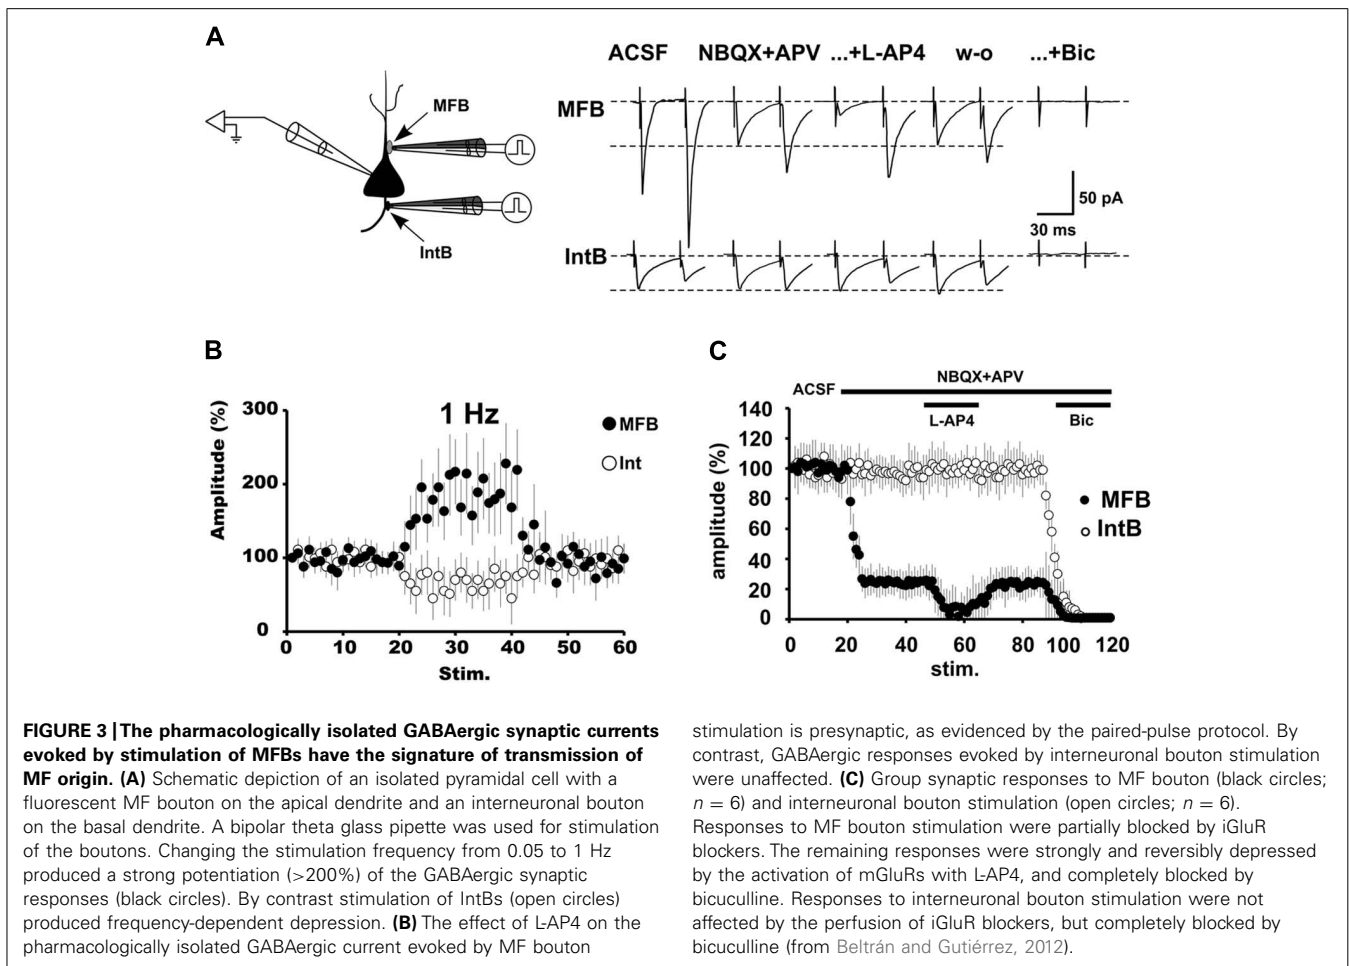 A
ACSF NBQX+APV ...+L-AP4 w-o ...+Bic
MFB
MFB
50 pA
30 ms
IntB
IntB
B
300
200
100
0
Amplitude (%)
1 Hz
MFB
Int
0 10 20 30 40 50 60
Stim.
C
ACSF
NBQX+APV
L-AP4
Bic
140
120
100
80
60
40
20
0
amplitude (%)
MFB
IntB
0 20 40 60 80 100 120
stim.
FIGURE 3 | The pharmacologically isolated GABAergic synaptic currents
evoked by stimulation of MFBs have the signature of transmission of
MF origin. (A) Schematic depiction of an isolated pyramidal cell with a
fluorescent MF bouton on the apical dendrite and an interneuronal bouton
on the basal dendrite. A bipolar theta glass pipette was used for stimulation
of the boutons. Changing the stimulation frequency from 0.05 to 1 Hz
produced a strong potentiation (>200%) of the GABAergic synaptic
responses (black circles). By contrast stimulation of IntBs (open circles)
produced frequency-dependent depression. (B) The effect of L-AP4 on the
pharmacologically isolated GABAergic current evoked by MF bouton
stimulation is presynaptic, as evidenced by the paired-pulse protocol. By
contrast, GABAergic responses evoked by interneuronal bouton stimulation
were unaffected. (C) Group synaptic responses to MF bouton (black circles;
n = 6) and interneuronal bouton stimulation (open circles; n = 6).
Responses to MF bouton stimulation were partially blocked by iGluR
blockers. The remaining responses were strongly and reversibly depressed
by the activation of mGluRs with L-AP4, and completely blocked by
bicuculline. Responses to interneuronal bouton stimulation were not
affected by the perfusion of iGluR blockers, but completely blocked by
bicuculline (from Beltrán and Gutiérrez, 2012).